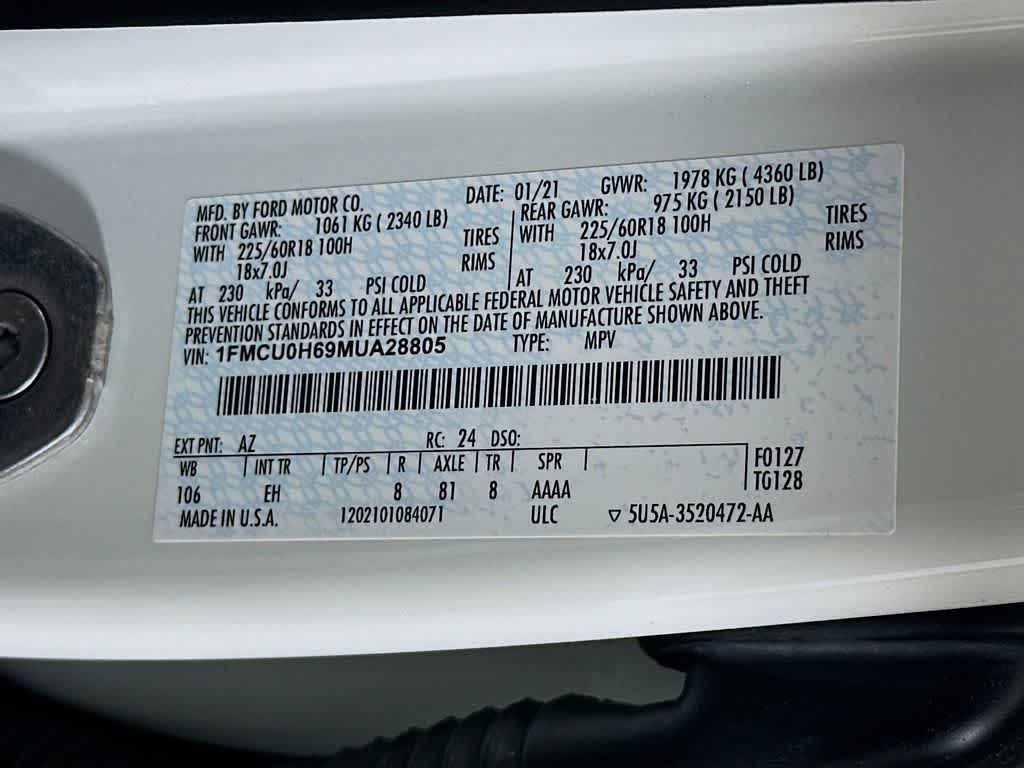 MFD. BY FORD MOTOR CO. DATE: 01/21 GVWR: 1978 KG ( 4360 LB)
FRONT GAWR: 1061 KG ( 2340 LB) REAR GAWR: 975 KG ( 2150 LB)
WITH 225/60R18 100H TIRES WITH 225/60R18 100H TIRES
18x7.0J RIMS 18x7.0J RIMS
AT 230 kPa/ 33 PSI COLD AT 230 kPa/ 33 PSI COLD
THIS VEHICLE CONFORMS TO ALL APPLICABLE FEDERAL MOTOR VEHICLE SAFETY AND THEFT
PREVENTION STANDARDS IN EFFECT ON THE DATE OF MANUFACTURE SHOWN ABOVE.
VIN: 1FMCU0H69MUA28805 TYPE: MPV
EXT PNT: AZ RC: 24 DSO:
WB INT TR TP/PS R AXLE TR SPR F0127
106 EH 8 81 8 AAAA TG128
MADE IN U.S.A. 1202101084071 ULC ▽ 5U5A-3520472-AA